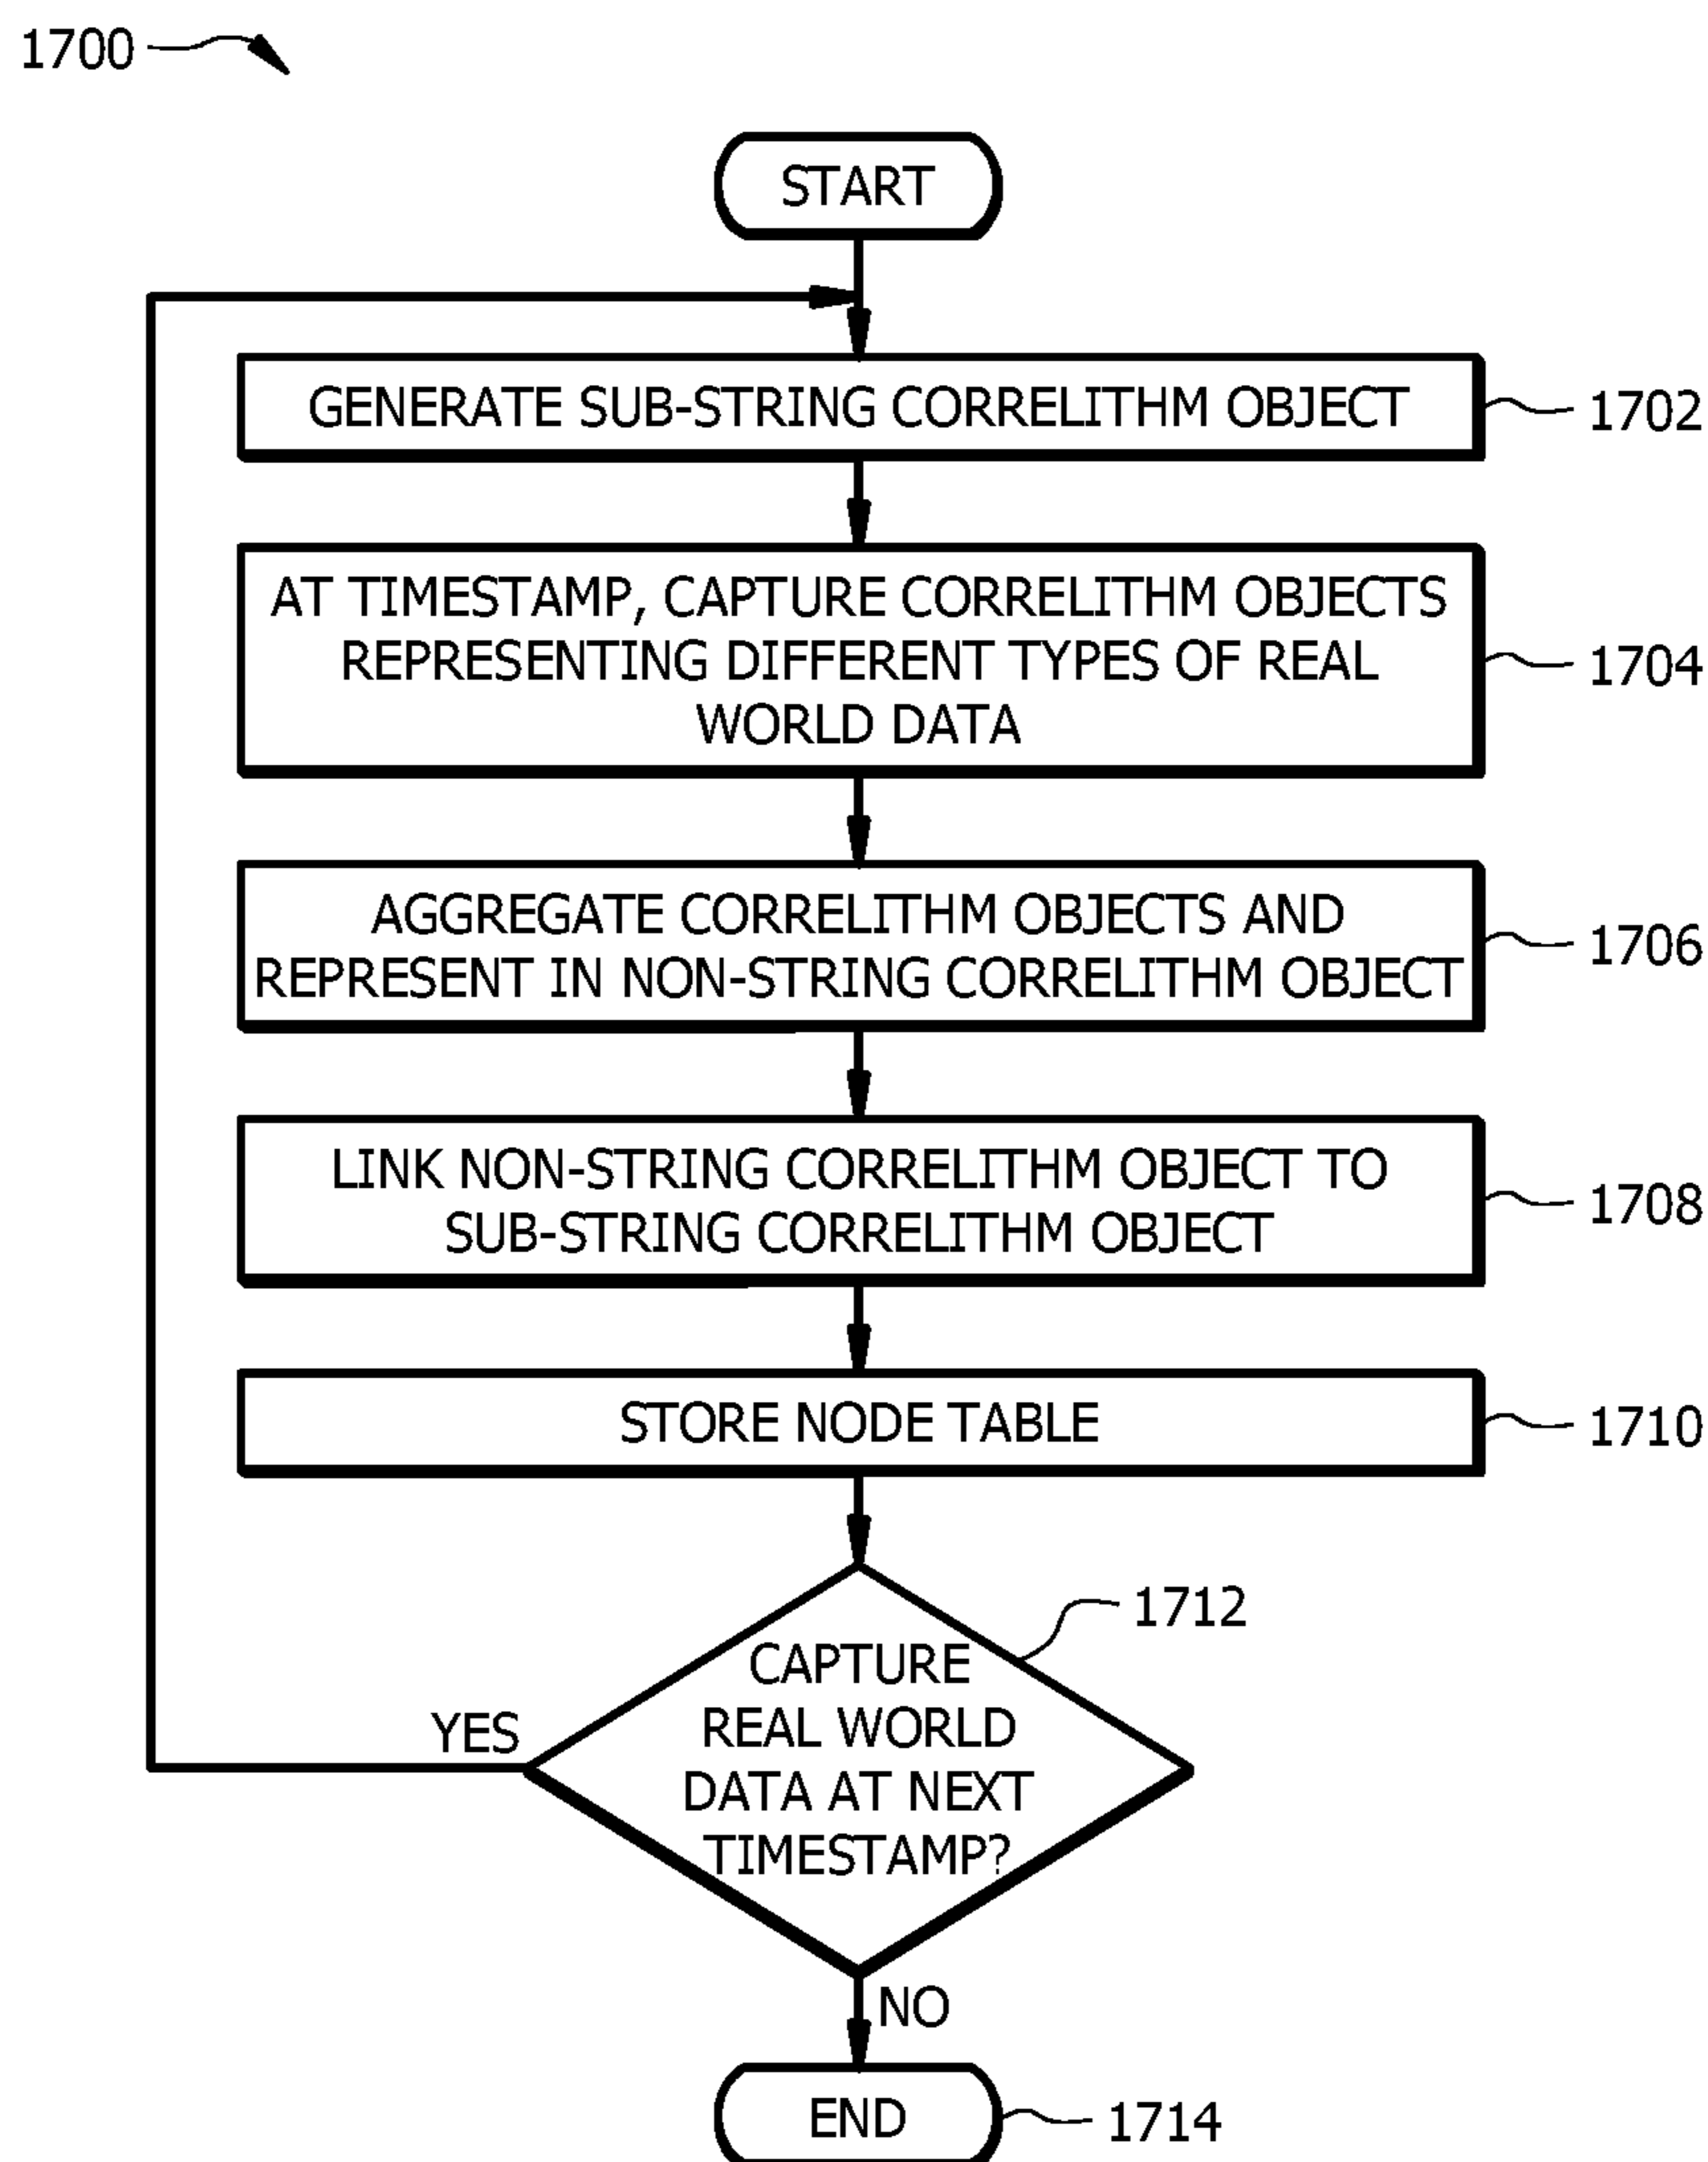 1700
START
GENERATE SUB-STRING CORRELITHM OBJECT
1702
AT TIMESTAMP, CAPTURE CORRELITHM OBJECTS
REPRESENTING DIFFERENT TYPES OF REAL
WORLD DATA
1704
AGGREGATE CORRELITHM OBJECTS AND
REPRESENT IN NON-STRING CORRELITHM OBJECT
1706
LINK NON-STRING CORRELITHM OBJECT TO
SUB-STRING CORRELITHM OBJECT
1708
STORE NODE TABLE
1710
1712
CAPTURE
REAL WORLD
DATA AT NEXT
TIMESTAMP?
YES
NO
END
1714